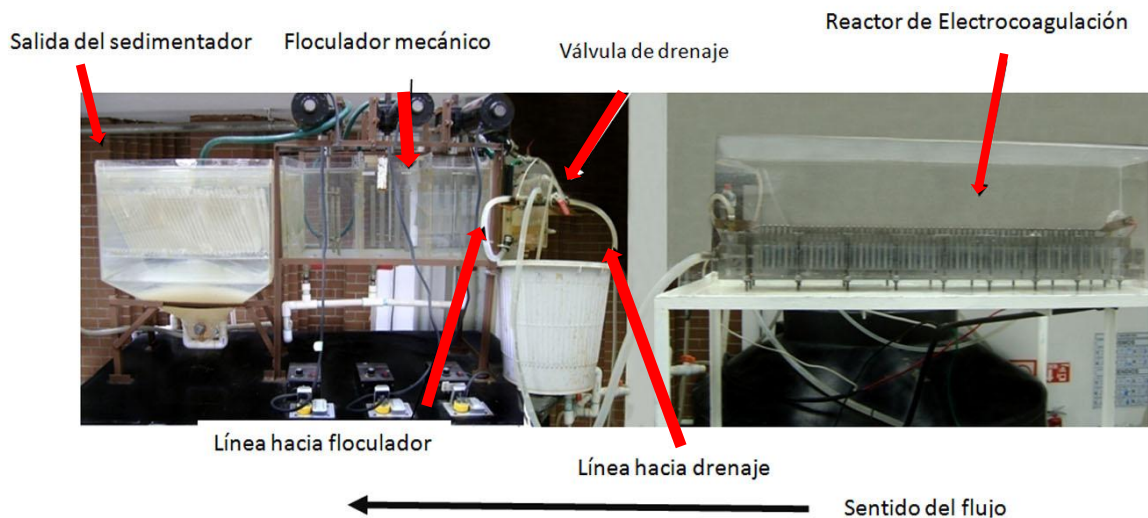 Reactor de Electrocoagulación
Salida del sedimentador
Floculador mecánico
Válvula de drenaje
Línea hacia floculador
Línea hacia drenaje
Sentido del flujo